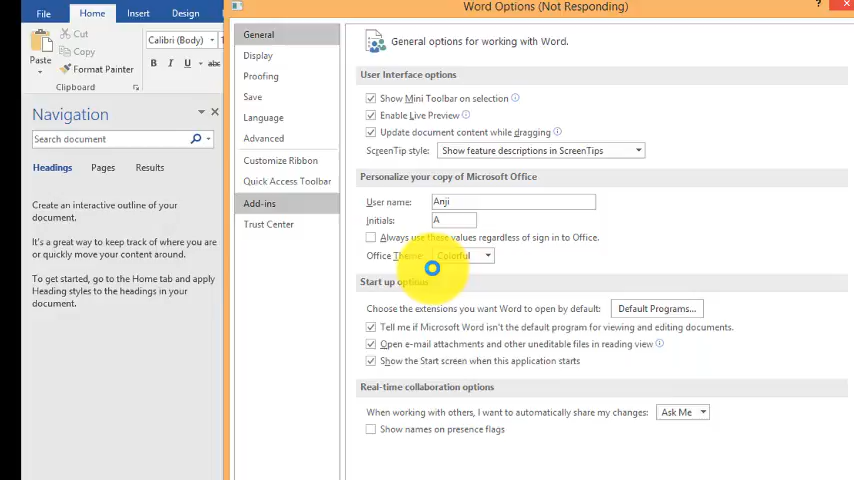 Word Options (Not Responding)
?
File Home Insert Design
Cut
Copy
Format Painter
Paste
Clipboard
Calibri (Body)
B I U abc
Navigation
Search document
Headings Pages Results
Create an interactive outline of your
document.
It's a great way to keep track of where you are
or quickly move your content around.
To get started, go to the Home tab and apply
Heading styles to the headings in your
document.
General
Display
Proofing
Save
Language
Advanced
Customize Ribbon
Quick Access Toolbar
Add-ins
Trust Center
General options for working with Word.
User Interface options
Show Mini Toolbar on selection
Enable Live Preview
Update document content while dragging
ScreenTip style: Show feature descriptions in ScreenTips
Personalize your copy of Microsoft Office
User name: Anji
Initials: A
Always use these values regardless of sign in to Office.
Office Theme: Colorful
Start up options
Choose the extensions you want Word to open by default: Default Programs...
Tell me if Microsoft Word isn't the default program for viewing and editing documents.
Open e-mail attachments and other uneditable files in reading view
Show the Start screen when this application starts
Real-time collaboration options
When working with others, I want to automatically share my changes: Ask Me
Show names on presence flags